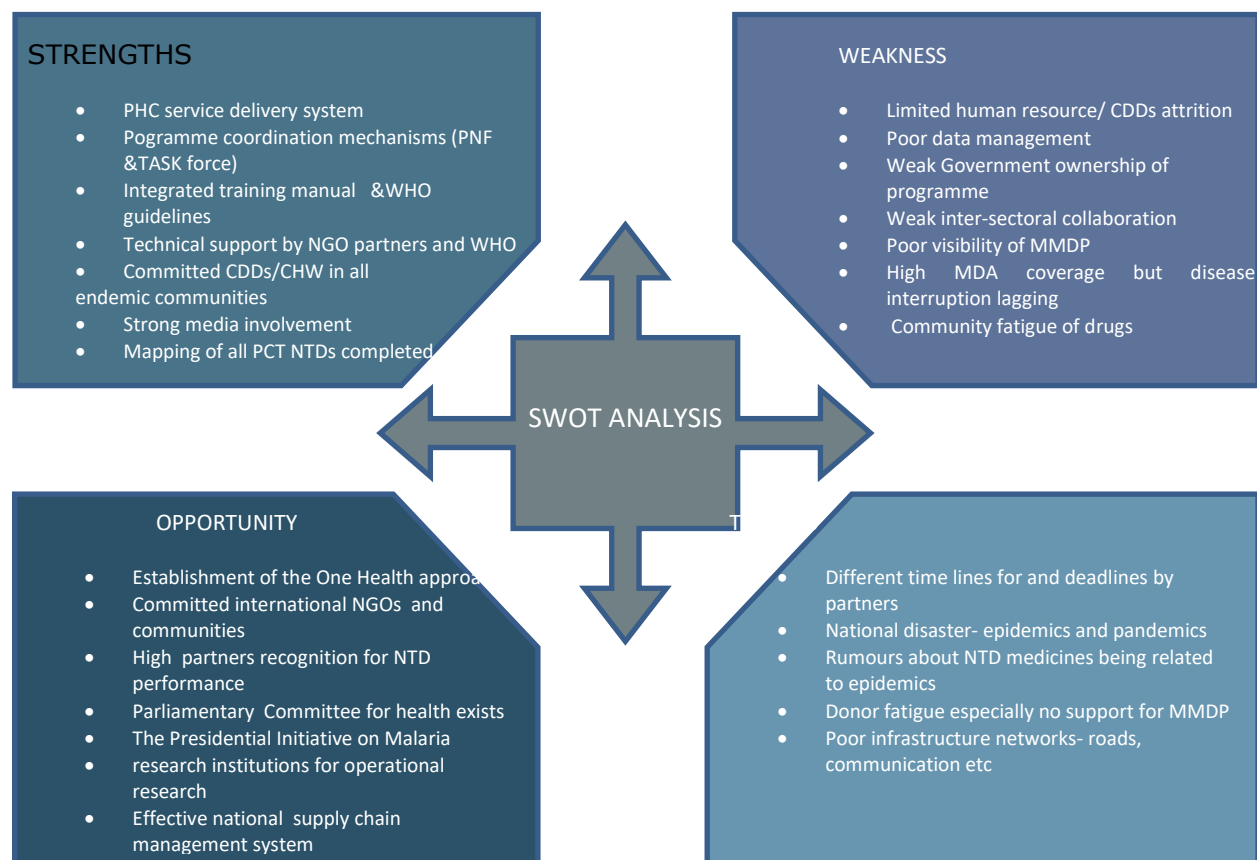 STRENGTHS
• PHC service delivery system
• Pogramme coordination mechanisms (PNF
&TASK force)
• Integrated training manual &WHO
guidelines
• Technical support by NGO partners and WHO
• Committed CDDs/CHW in all
endemic communities
• Strong media involvement
• Mapping of all PCT NTDs completed
WEAKNESS
• Limited human resource/ CDDs attrition
• Poor data management
• Weak Government ownership of
programme
• Weak inter-sectoral collaboration
• Poor visibility of MMDP
• High MDA coverage but disease
interruption lagging
• Community fatigue of drugs
SWOT ANALYSIS
OPPORTUNITY
• Establishment of the One Health
• Committed international NGOs and
communities
• High partners recognition for NTD
performance
• Parliamentary Committee for health exists
• The Presidential Initiative on Malaria
• research institutions for operational
research
• Effective national supply chain
management system
T
• Different time lines for and deadlines by
partners
• National disaster- epidemics and pandemics
• Rumours about NTD medicines being related
to epidemics
• Donor fatigue especially no support for MMDP
• Poor infrastructure networks- roads,
communication etc